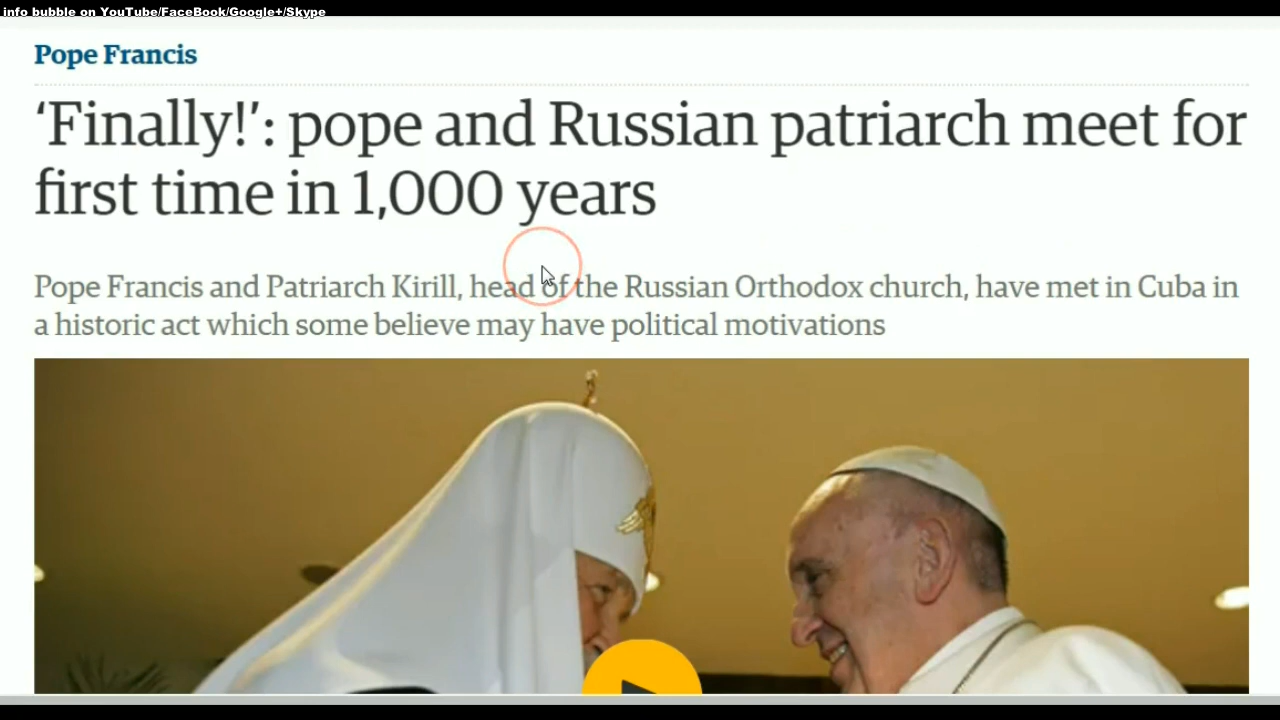 info bubble on YouTube/FaceBook/Google+/Skype
Pope Francis
‘Finally!’: pope and Russian patriarch meet for
first time in 1,000 years
Pope Francis and Patriarch Kirill, head of the Russian Orthodox church, have met in Cuba in
a historic act which some believe may have political motivations